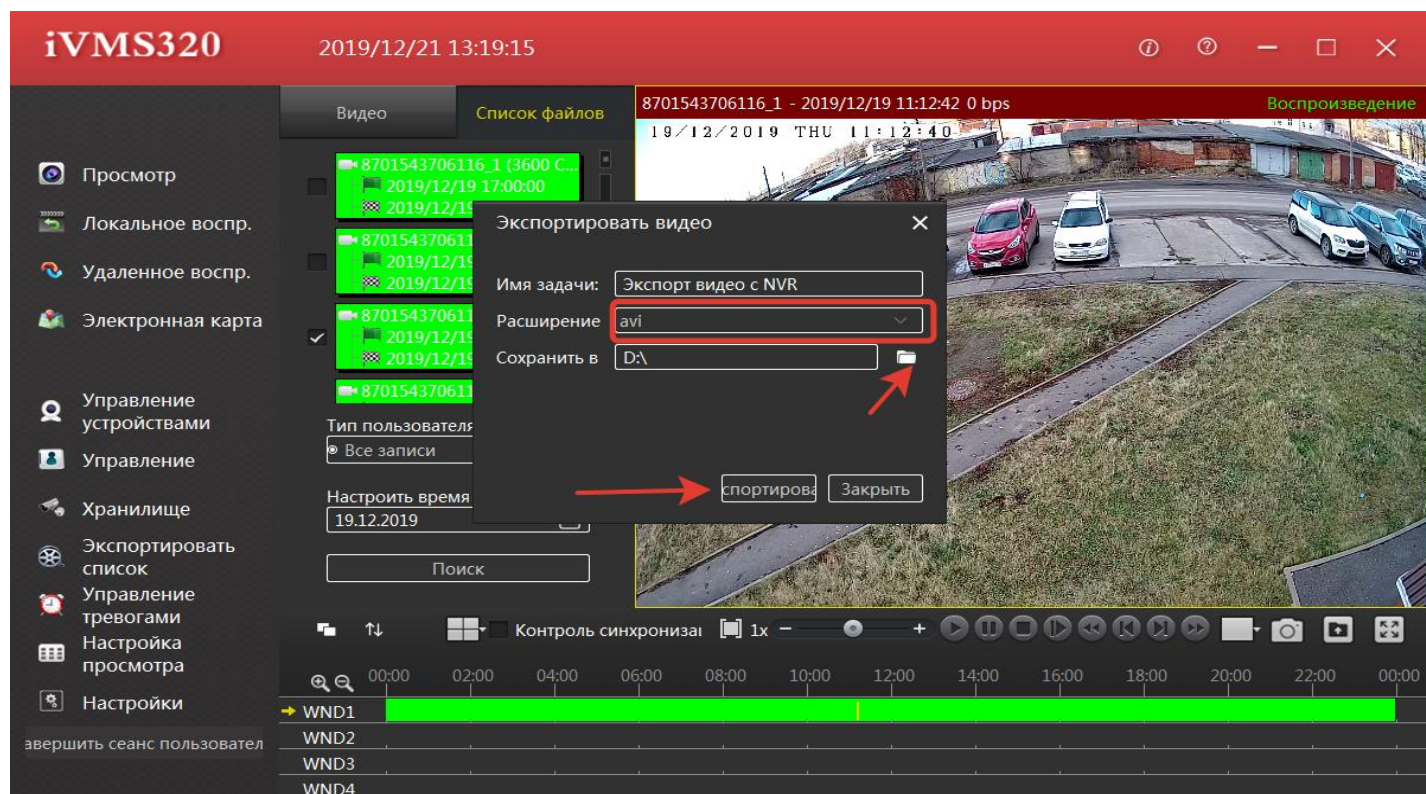 iVMS320
2019/12/21 13:19:15
Просмотр
Локальное воспр.
Удаленное воспр.
Электронная карта
Управление
устройствами
Управление
Хранилище
Экспортировать
список
Управление
тревогами
Настройка
просмотра
Настройки
авершить сеанс пользовател
Видео
Список файлов
8701543706116_1 (3600 С...
2019/12/19 17:00:00
2019/12/19
87015437061
2019/12/19
2019/12/19
87015437061
2019/12/19
2019/12/19
870154370611
Тип пользователя
Все записи
Настроить время
19.12.2019
Поиск
8701543706116_1 - 2019/12/19 11:12:42 0 bps
Воспроизведение
19/12/2019 THU 11:12:40
Экспортировать видео
Имя задачи: Экспорт видео с NVR
Расширение avi
Сохранить в D:\
спортирова
Закрыть
Контроль синхронизац
1x
00:00 02:00 04:00 06:00 08:00 10:00 12:00 14:00 16:00 18:00 20:00 22:00 00:00
WND1
WND2
WND3
WND4